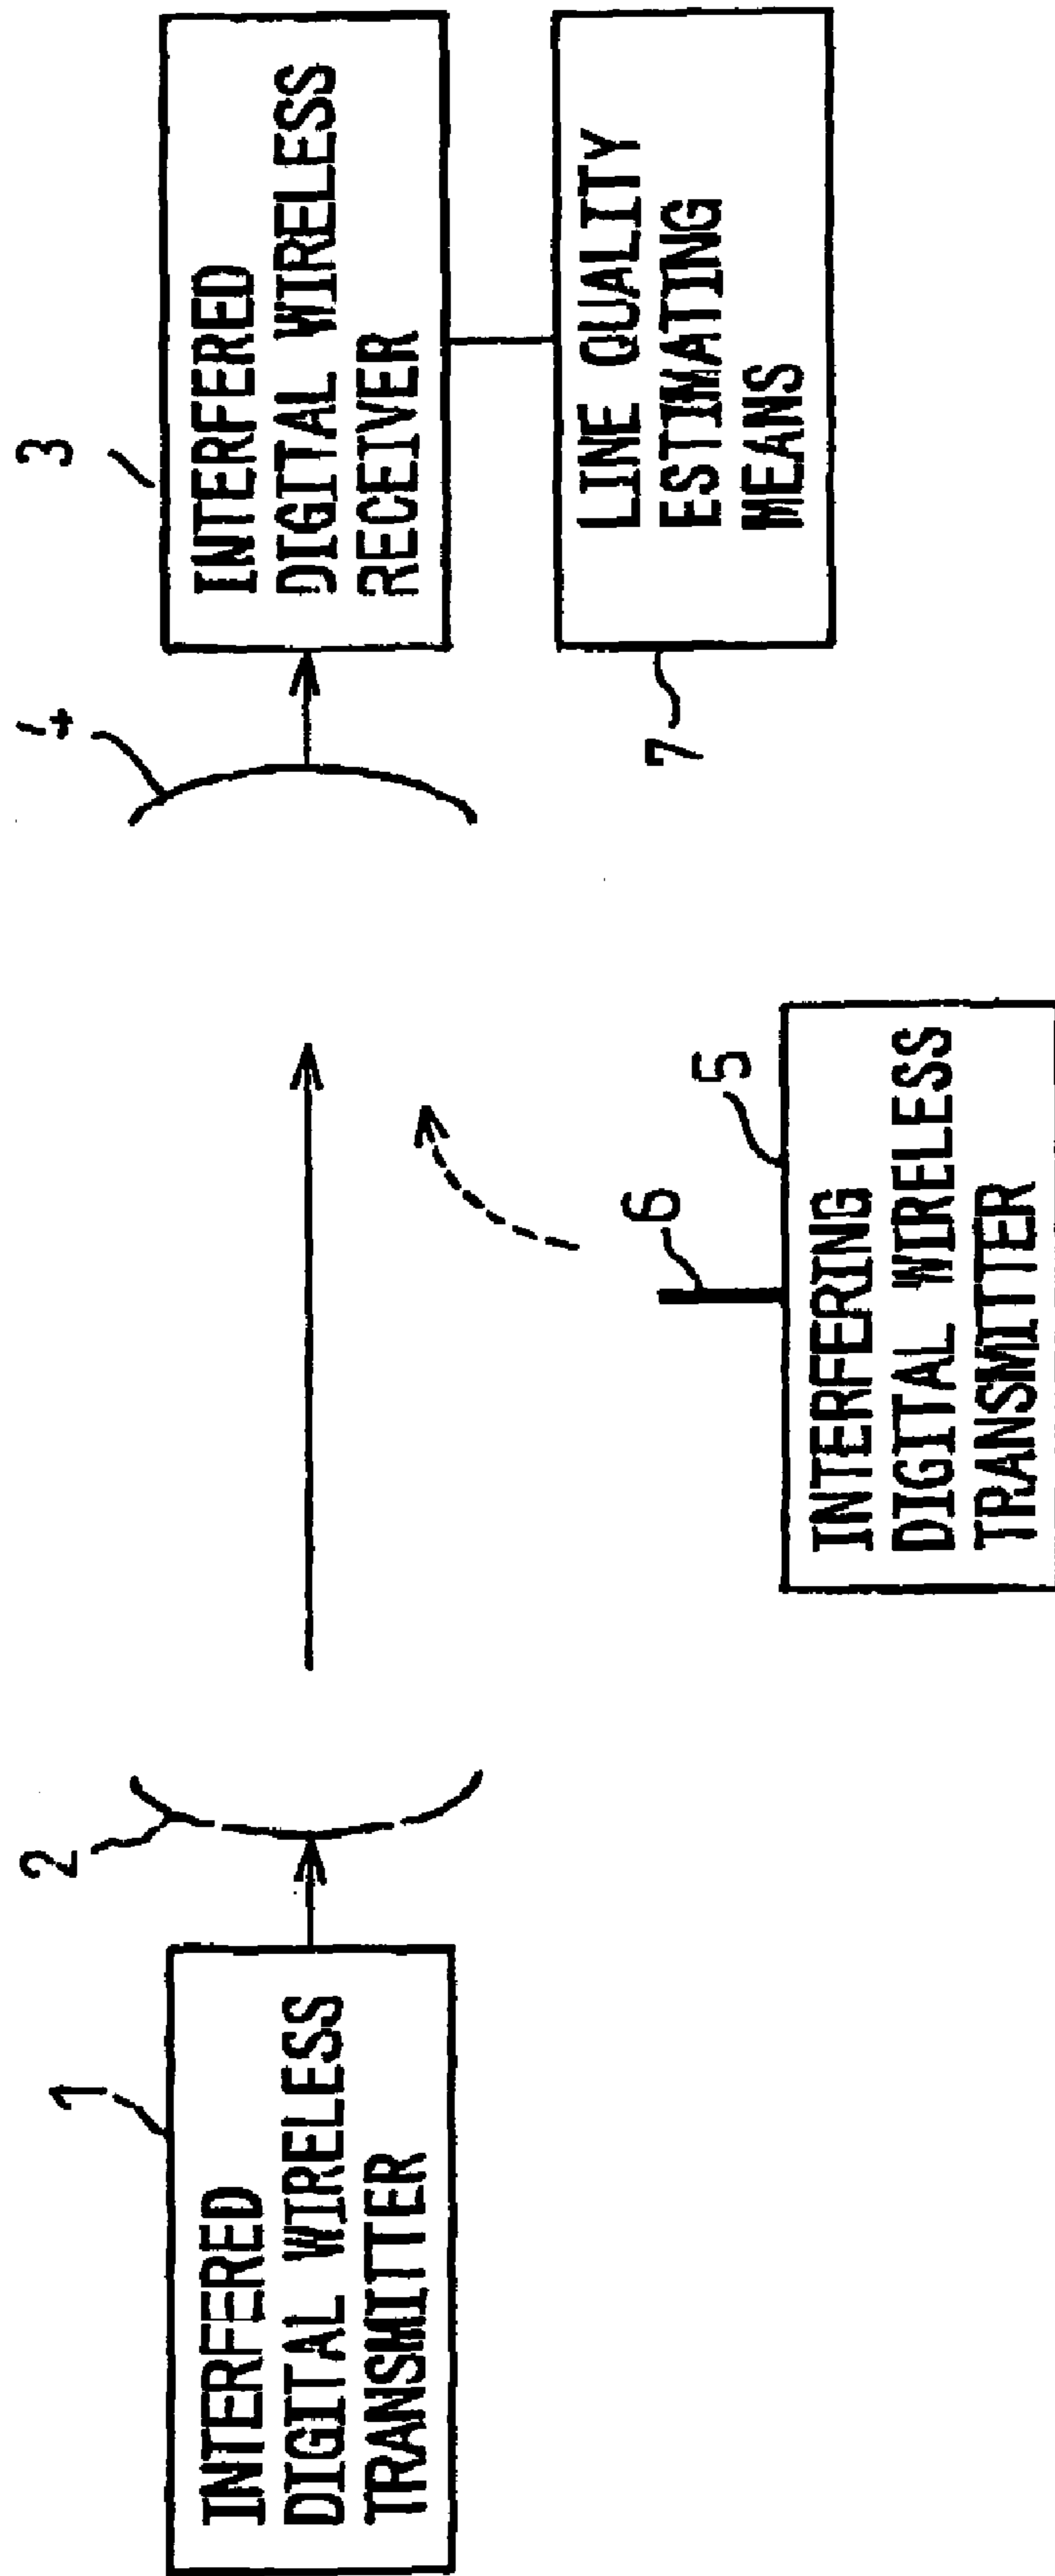 1
INTERFERED
DIGITAL WIRELESS
TRANSMITTER
2
4
3
INTERFERED
DIGITAL WIRELESS
RECEIVER
6
5
INTERFERING
DIGITAL WIRELESS
TRANSMITTER
7
LINE QUALITY
ESTIMATING
MEANS